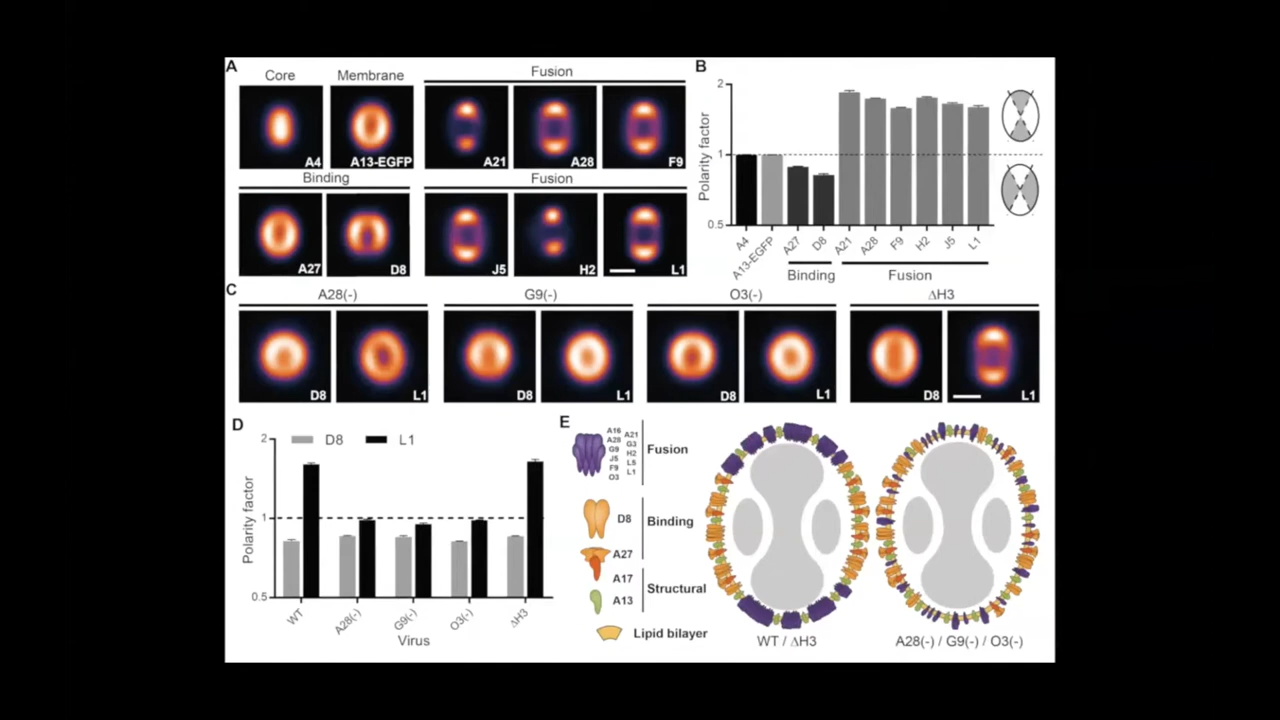 A
Core
Membrane
Fusion
A4
A13-EGFP
A21
A28
F9
Binding
Fusion
A27
D8
J5
H2
L1
B
Polarity factor
2
1
0.5
A4
A13-EGFP
A27
D8
A21
A28
F9
H2
J5
L1
Binding
Fusion
C
A28(-)
G9(-)
O3(-)
ΔH3
D8
L1
D8
L1
D8
L1
D8
L1
D
D8
L1
Polarity factor
2
1
0.5
WT
A28(-)
G9(-)
O3(-)
ΔH3
Virus
E
A16
A28
G9
J5
F9
O3
A21
G3
H2
L5
L1
Fusion
D8
Binding
A27
A17
Structural
A13
Lipid bilayer
WT / ΔH3
A28(-) / G9(-) / O3(-)